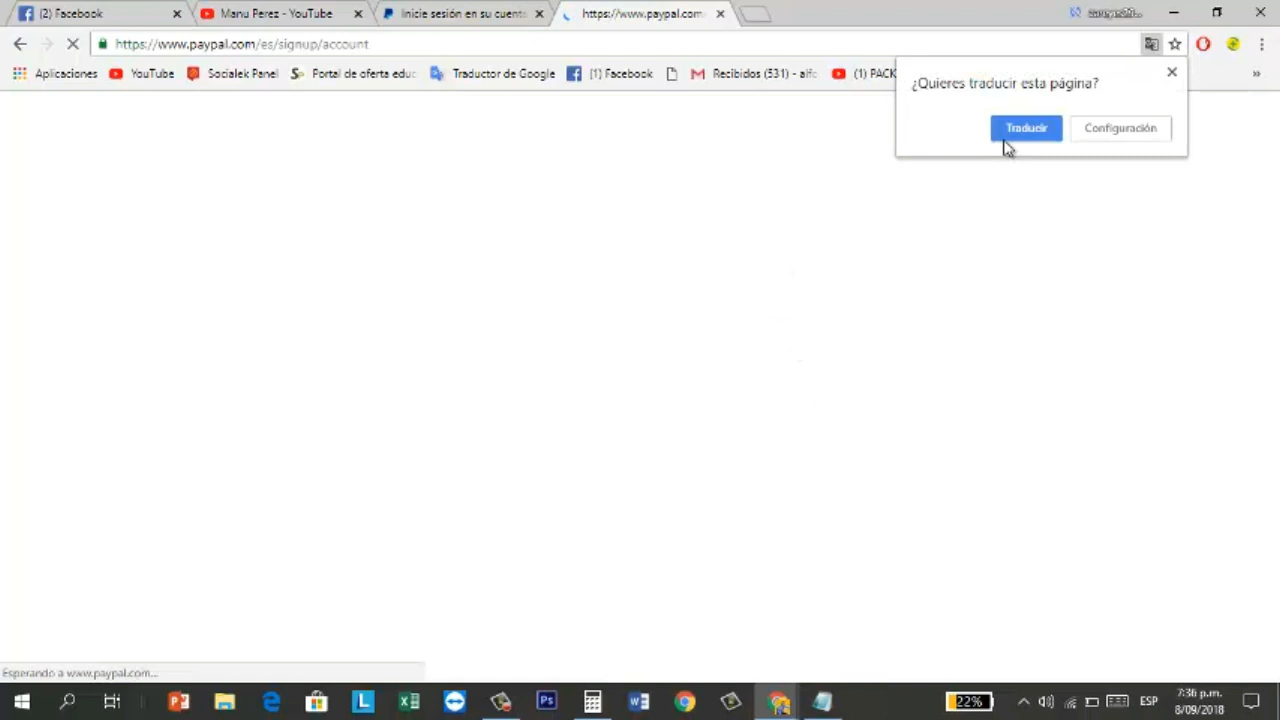 (2) Facebook
Manu Perez - YouTube
Inicie sesión en su cuenta
https://www.paypal.com
https://www.paypal.com/es/signup/account
Aplicaciones
YouTube
Socialek Panel
Portal de oferta educ
Traductor de Google
(1) Facebook
Recibidos (531) - alfc
(1) PACK
»
¿Quieres traducir esta página?
Traducir
Configuración
Esperando a www.paypal.com...
22%
ESP
7:36 p.m.
8/09/2018